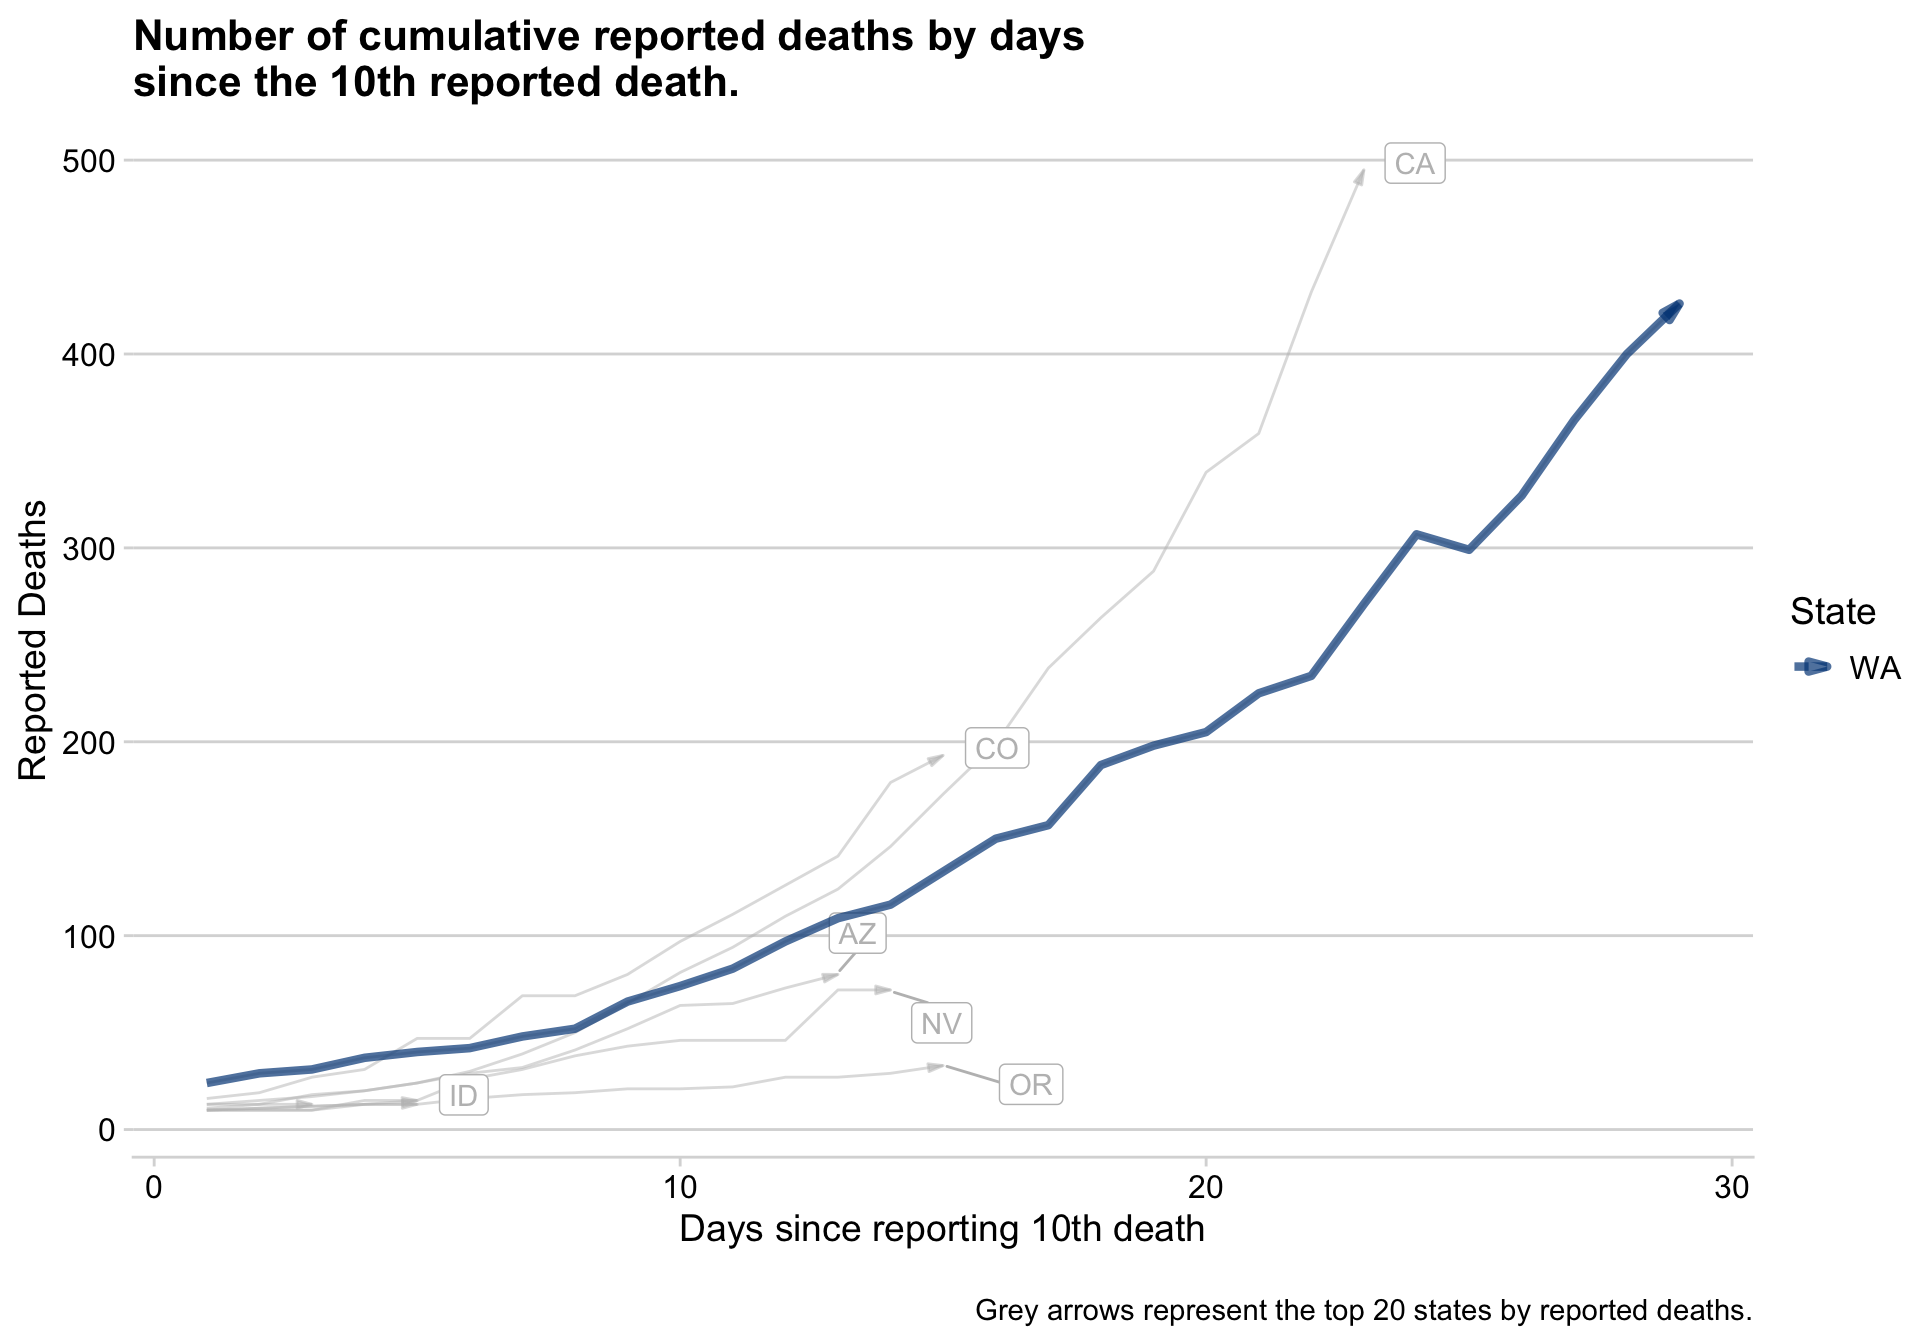 Number of cumulative reported deaths by days
since the 10th reported death.
500
400
300
200
100
0
Reported Deaths
CA
CO
AZ
NV
OR
ID
State
WA
0 10 20 30
Days since reporting 10th death
Grey arrows represent the top 20 states by reported deaths.